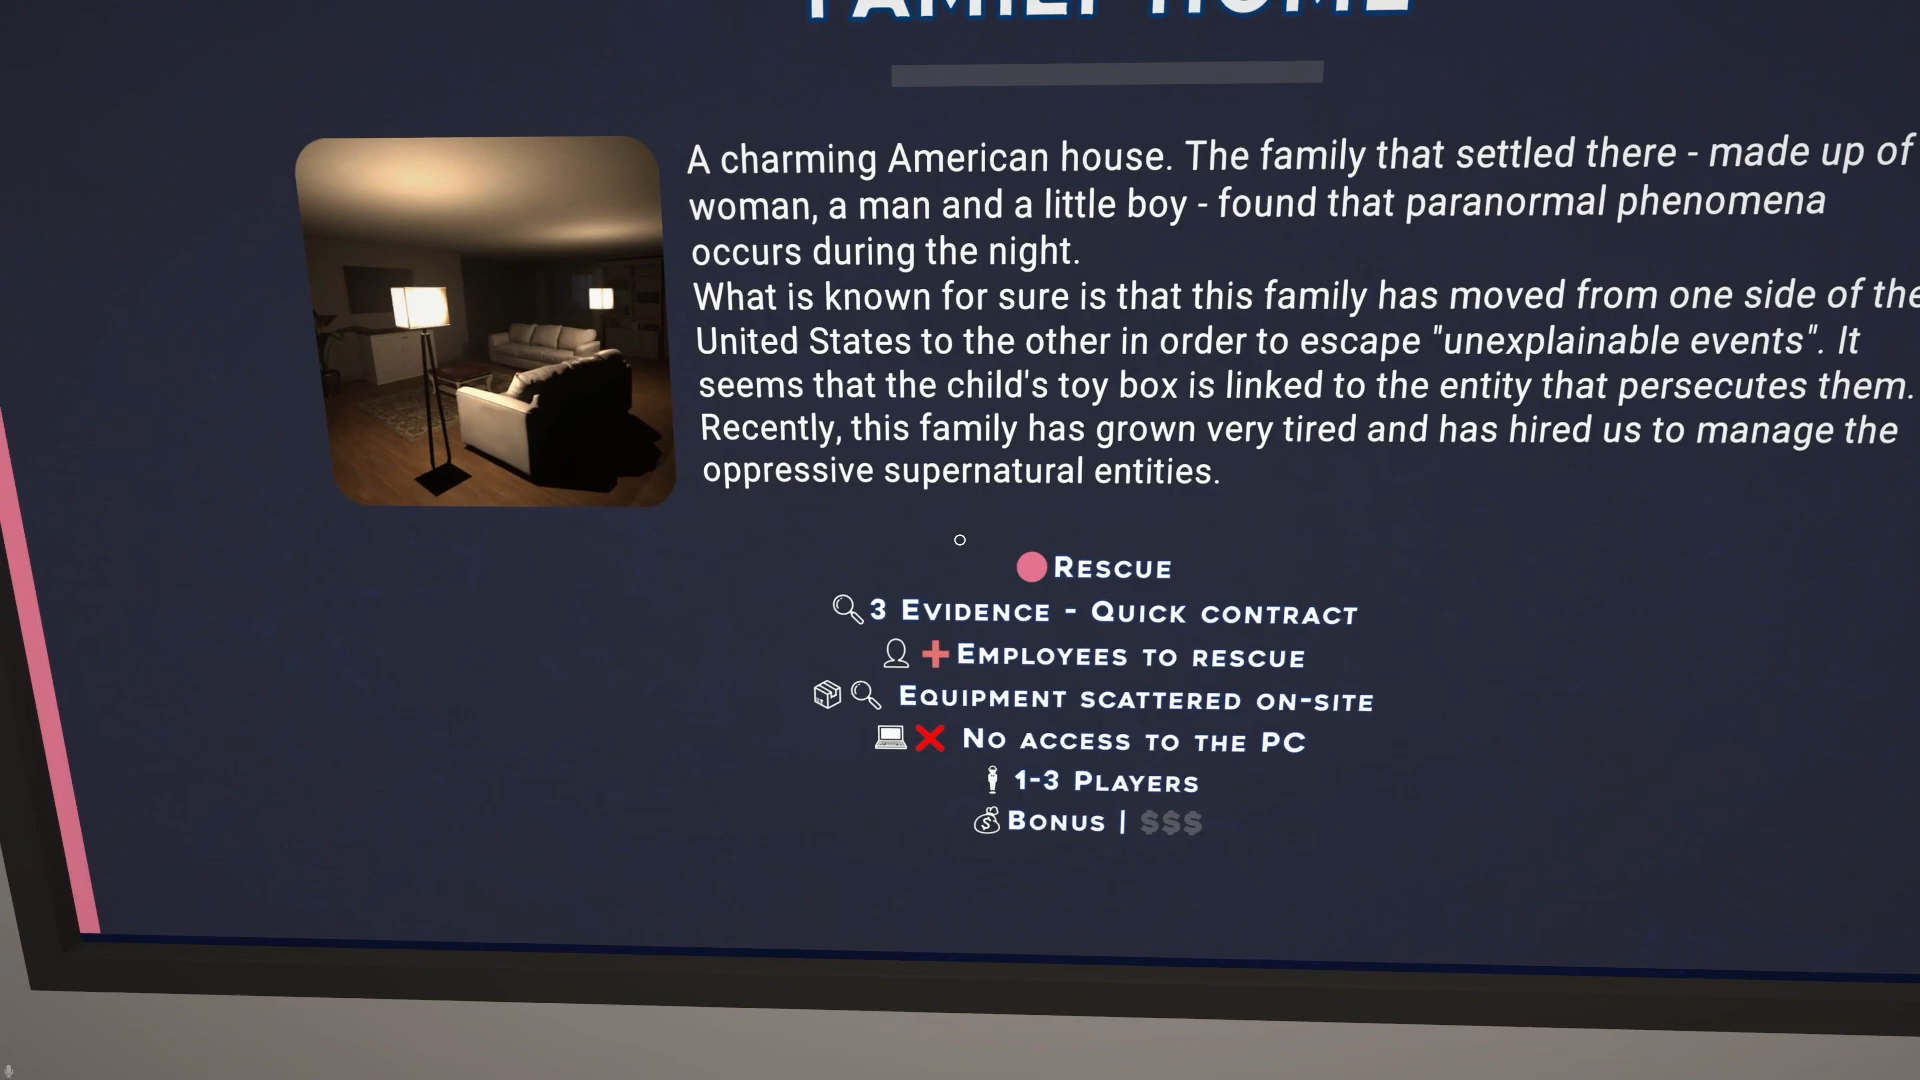 FAMILY HOME
A charming American house. The family that settled there - made up of
woman, a man and a little boy - found that paranormal phenomena
occurs during the night.
What is known for sure is that this family has moved from one side of the
United States to the other in order to escape "unexplainable events". It
seems that the child's toy box is linked to the entity that persecutes them.
Recently, this family has grown very tired and has hired us to manage the
oppressive supernatural entities.
RESCUE
3 EVIDENCE - QUICK CONTRACT
EMPLOYEES TO RESCUE
EQUIPMENT SCATTERED ON-SITE
NO ACCESS TO THE PC
1-3 PLAYERS
BONUS | $$$